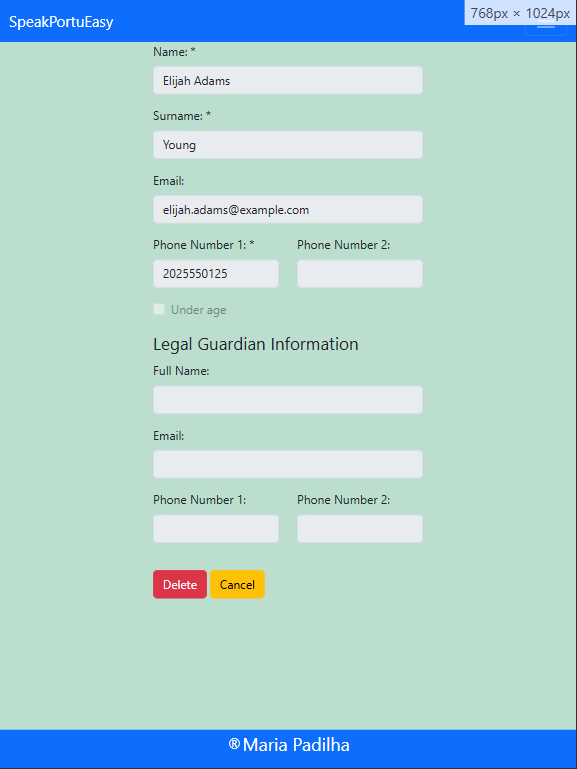 SpeakPortuEasy
768px × 1024px
Name: *
Elijah Adams
Surname: *
Young
Email:
elijah.adams@example.com
Phone Number 1: * Phone Number 2:
2025550125
Under age
Legal Guardian Information
Full Name:
Email:
Phone Number 1: Phone Number 2:
Delete Cancel
®Maria Padilha